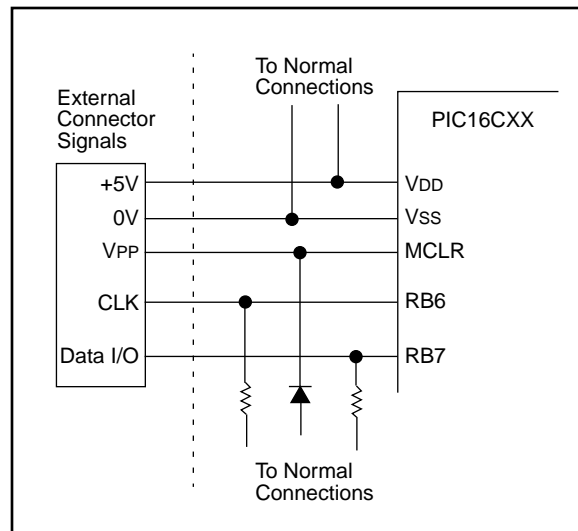 To Normal
Connections
External
Connector
Signals
PIC16CXX
+5V
VDD
0V
VSS
VPP
MCLR
CLK
RB6
Data I/O
RB7
To Normal
Connections